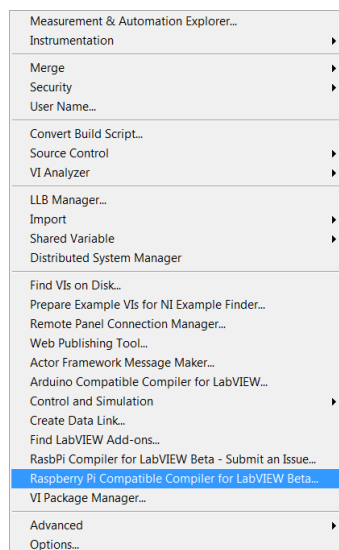 Measurement & Automation Explorer...
Instrumentation
Merge
Security
User Name...
Convert Build Script...
Source Control
VI Analyzer
LLB Manager...
Import
Shared Variable
Distributed System Manager
Find VIs on Disk...
Prepare Example VIs for NI Example Finder...
Remote Panel Connection Manager...
Web Publishing Tool...
Actor Framework Message Maker...
Arduino Compatible Compiler for LabVIEW...
Control and Simulation
Create Data Link...
Find LabVIEW Add-ons...
RasbPi Compiler for LabVIEW Beta - Submit an Issue...
Raspberry Pi Compatible Compiler for LabVIEW Beta...
VI Package Manager...
Advanced
Options...